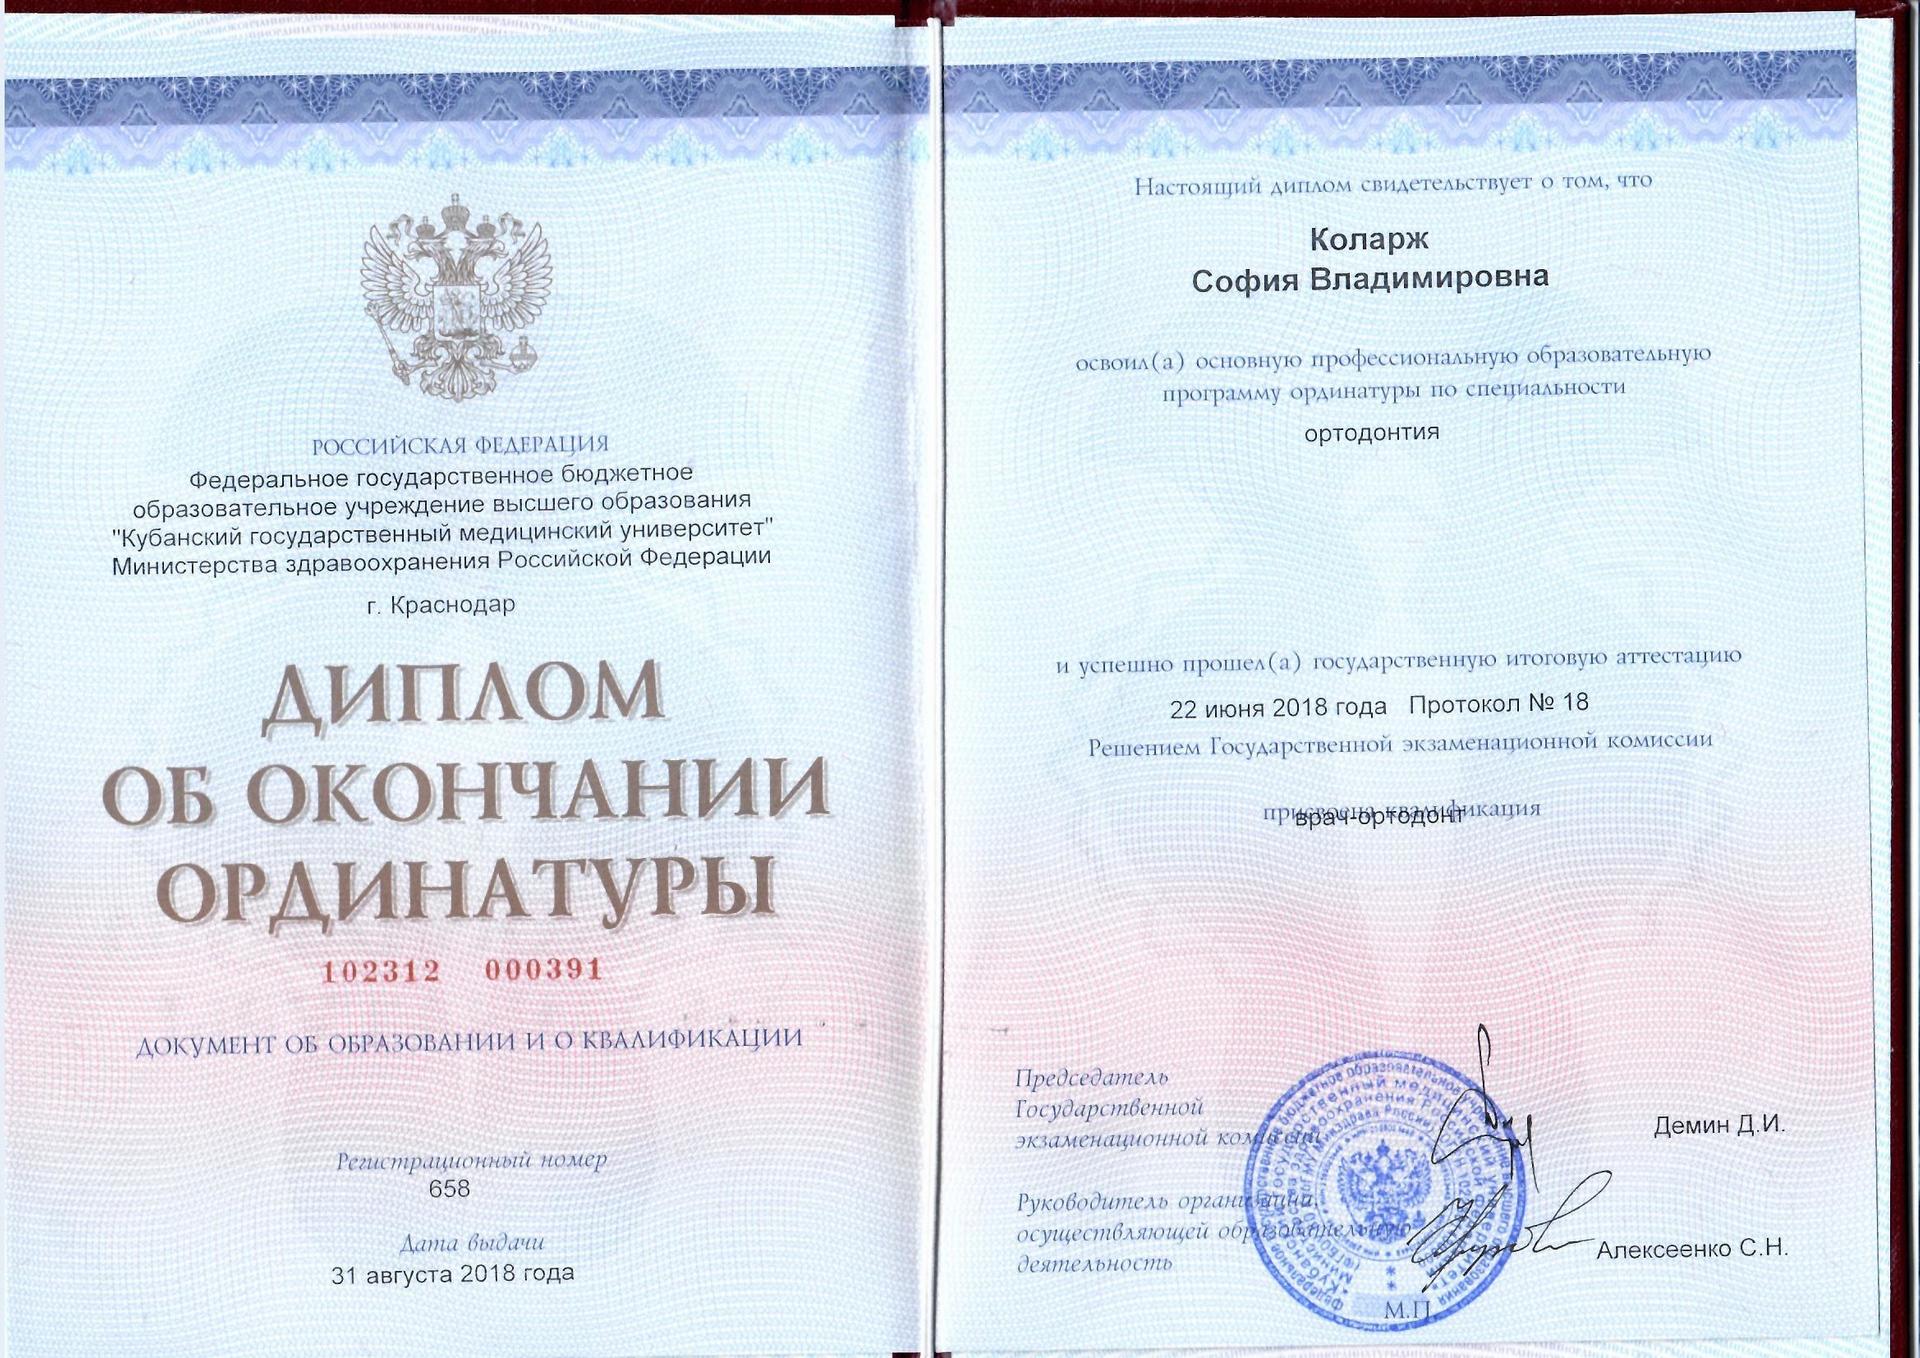 РОССИЙСКАЯ ФЕДЕРАЦИЯ
Федеральное государственное бюджетное
образовательное учреждение высшего образования
"Кубанский государственный медицинский университет"
Министерства здравоохранения Российской Федерации
г. Краснодар
ДИПЛОМ
ОБ ОКОНЧАНИИ
ОРДИНАТУРЫ
102312 000391
ДОКУМЕНТ ОБ ОБРАЗОВАНИИ И О КВАЛИФИКАЦИИ
Регистрационный номер
658
Дата выдачи
31 августа 2018 года
Настоящий диплом свидетельствует о том, что
Коларж
София Владимировна
освоил(а) основную профессиональную образовательную
программу ординатуры по специальности
ортодонтия
и успешно прошел(а) государственную итоговую аттестацию
22 июня 2018 года Протокол № 18
Решением Государственной экзаменационной комиссии
присвоена квалификация
врач-ортодонт
Председатель
Государственной
экзаменационной комиссии
Демин Д.И.
Руководитель организации,
осуществляющей образовательную
деятельность
Алексеенко С.Н.
М.П.